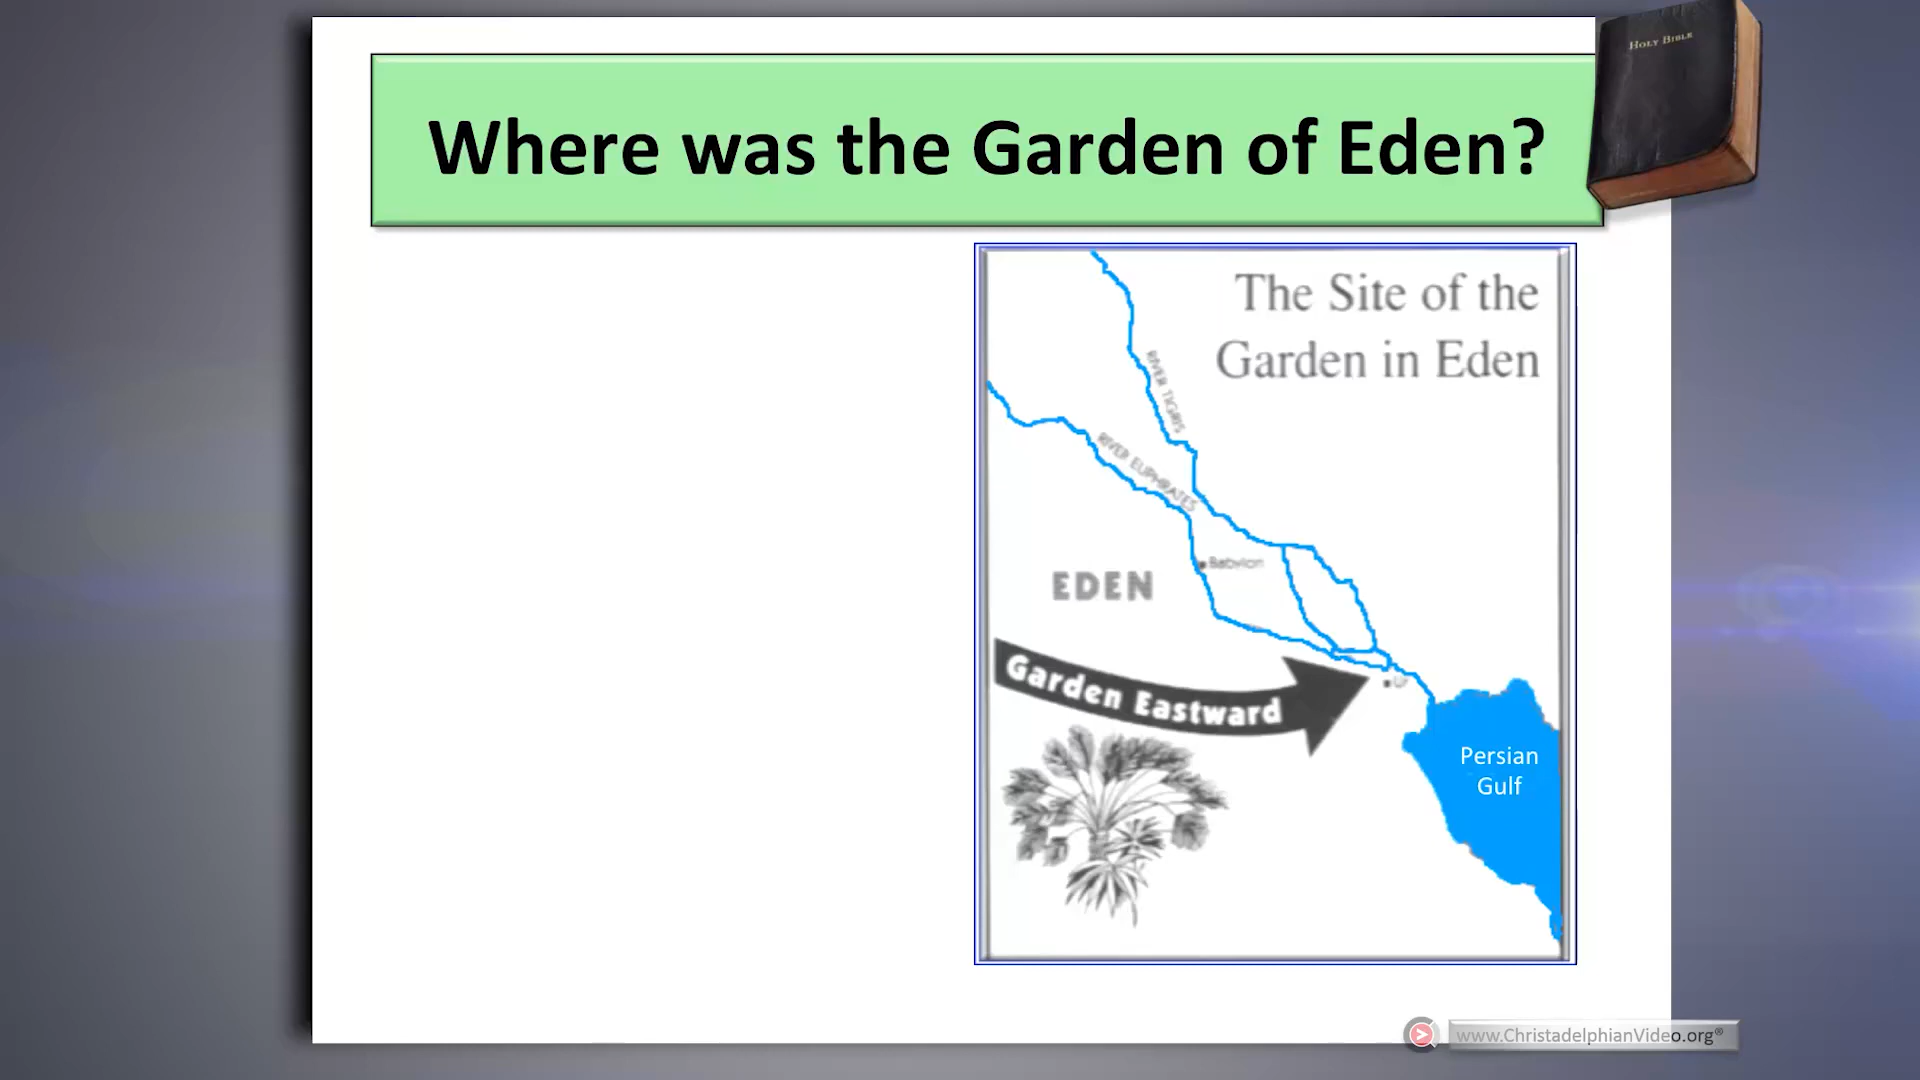 HOLY BIBLE
Where was the Garden of Eden?
The Site of the
Garden in Eden
RIVER TIGRIS
RIVER EUPHRATES
Babylon
EDEN
Garden Eastward
Ur
Persian
Gulf
www.ChristadelphianVideo.org®